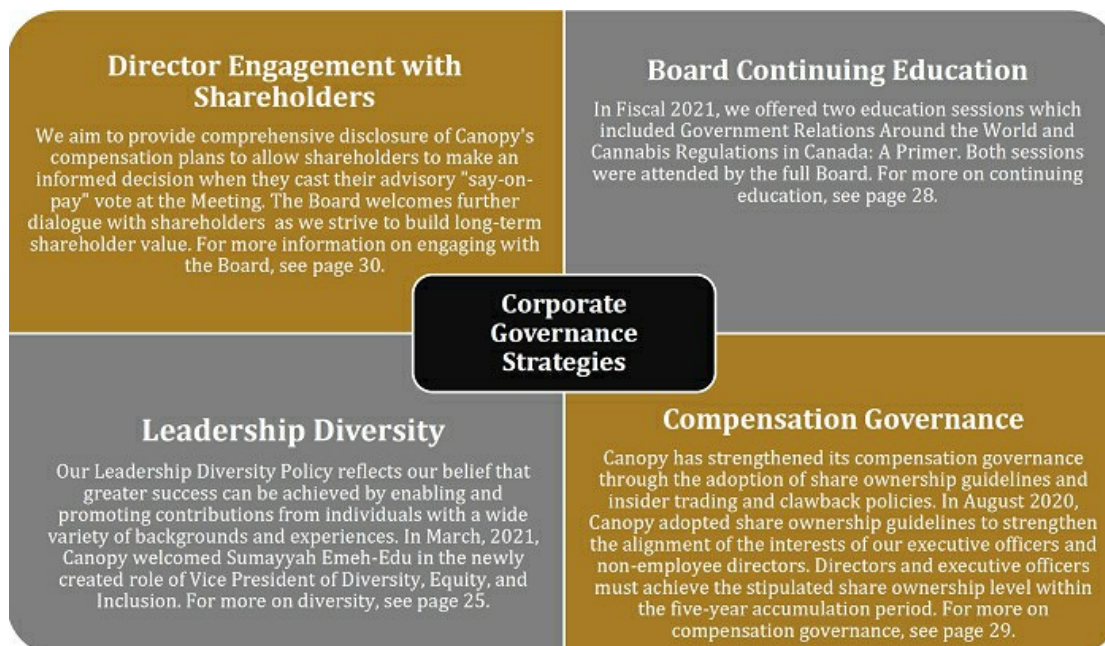 Director Engagement with
Shareholders
We aim to provide comprehensive disclosure of Canopy's
compensation plans to allow shareholders to make an
informed decision when they cast their advisory "say-on-
pay" vote at the Meeting. The Board welcomes further
dialogue with shareholders  as we strive to build long-term
shareholder value. For more information on engaging with
the Board, see page 30.
Board Continuing Education
In Fiscal 2021, we offered two education sessions which
included Government Relations Around the World and
Cannabis Regulations in Canada: A Primer. Both sessions
were attended by the full Board. For more on continuing
education, see page 28.
Corporate
Governance
Strategies
Leadership Diversity
Our Leadership Diversity Policy reflects our belief that
greater success can be achieved by enabling and
promoting contributions from individuals with a wide
variety of backgrounds and experiences. In March, 2021,
Canopy welcomed Sumayyah Emeh-Edu in the newly
created role of Vice President of Diversity, Equity, and
Inclusion. For more on diversity, see page 25.
Compensation Governance
Canopy has strengthened its compensation governance
through the adoption of share ownership guidelines and
insider trading and clawback policies. In August 2020,
Canopy adopted share ownership guidelines to strengthen
the alignment of the interests of our executive officers and
non-employee directors. Directors and executive officers
must achieve the stipulated share ownership level within
the five-year accumulation period. For more on
compensation governance, see page 29.